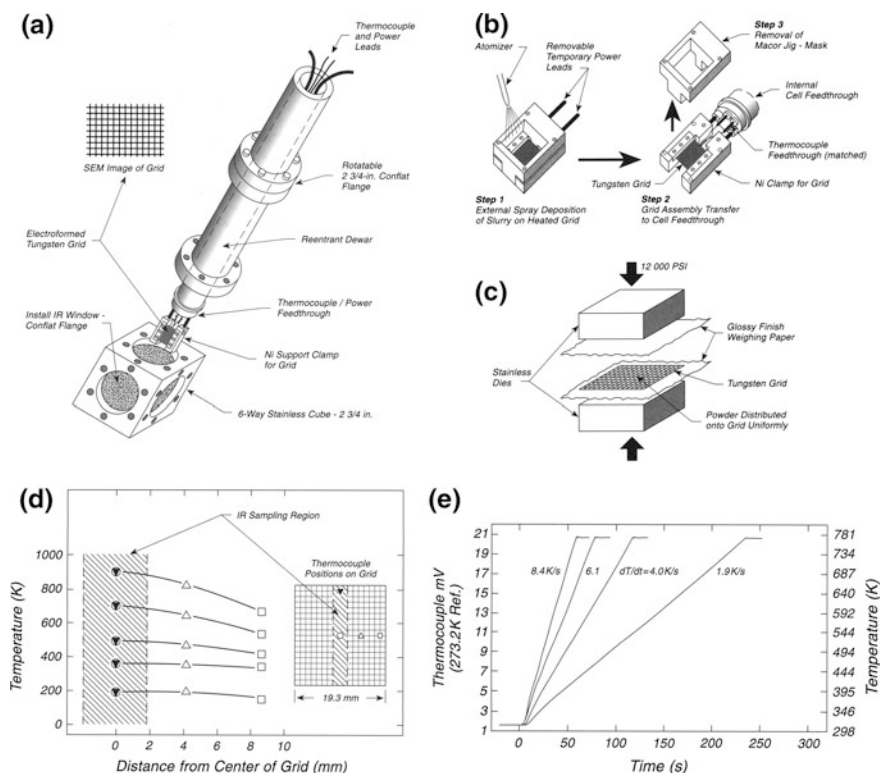 (a)
Thermocouple
and Power
Leads
SEM Image of Grid
Rotatable
2 3/4-in. Conflat
Flange
Electroformed
Tungsten Grid
Reentrant Dewar
Install IR Window -
Conflat Flange
Thermocouple / Power
Feedthrough
Ni Support Clamp
for Grid
6-Way Stainless Cube - 2 3/4 in.
(b)
Atomizer
Removable
Temporary Power
Leads
Step 3
Removal of
Macor Jig - Mask
Internal
Cell Feedthrough
Thermocouple
Feedthrough (matched)
Tungsten Grid
Ni Clamp for Grid
Step 1
External Spray Deposition
of Slurry on Heated Grid
Step 2
Grid Assembly Transfer
to Cell Feedthrough
(c)
12 000 PSI
Glossy Finish
Weighing Paper
Stainless
Dies
Tungsten Grid
Powder Distributed
onto Grid Uniformly
(d)
IR Sampling
Region
Thermocouple
Positions on Grid
19.3 mm
1000
800
600
400
200
0
Temperature (K)
0 2 4 6 8 10
Distance from Center of Grid (mm)
(e)
21
19
17
15
13
11
9
7
5
3
1
Thermocouple mV
(273.2K Ref.)
8.4K/s 6.1 dT/dt=4.0K/s 1.9K/s
781
734
687
640
592
544
494
444
395
346
298
Temperature (K)
0 50 100 150 200 250 300
Time (s)